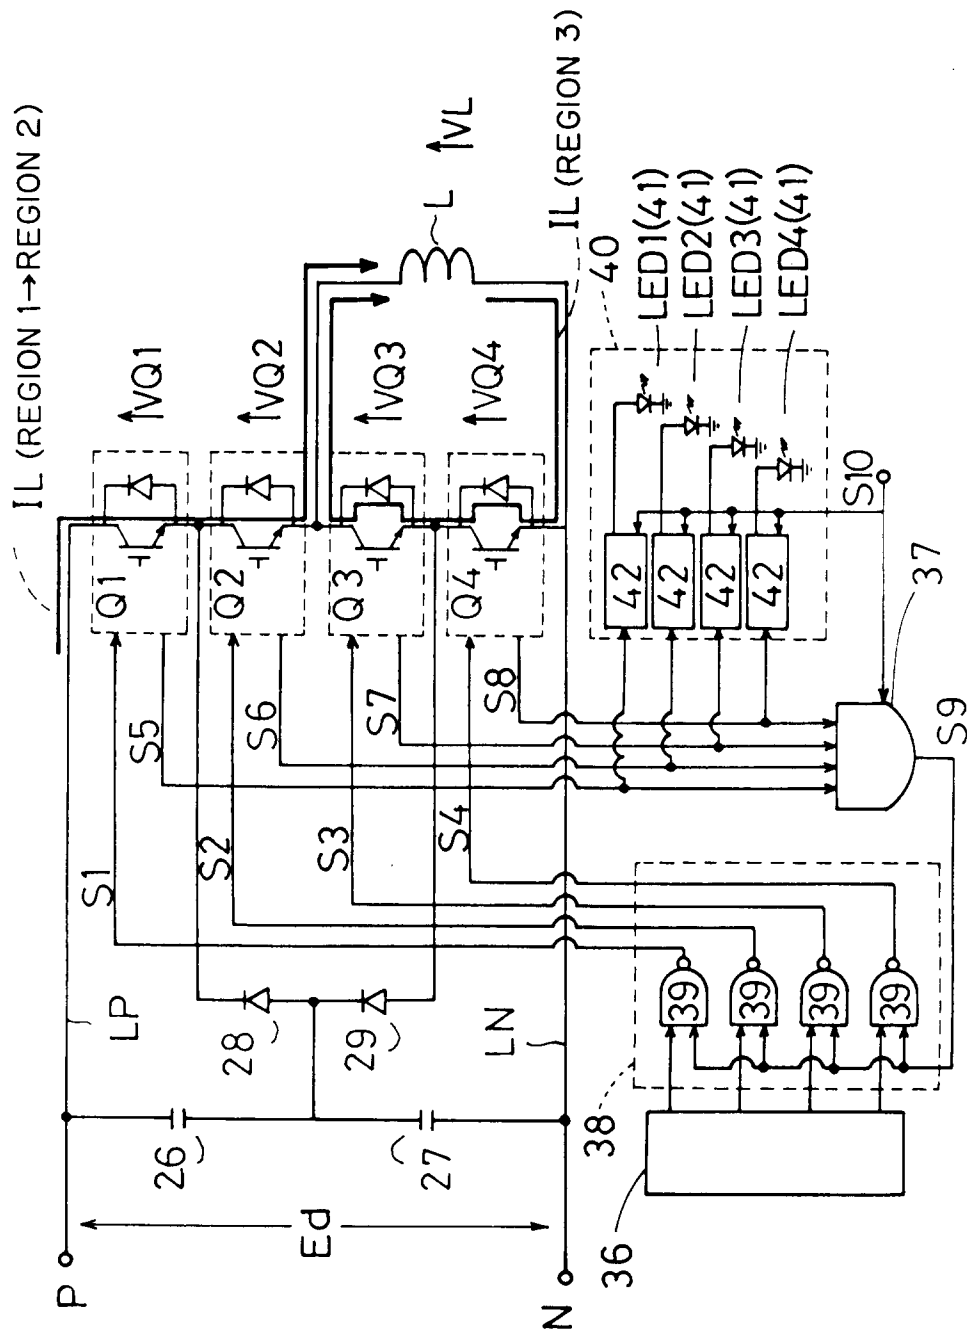 IL (REGION 1→REGION 2)
P
N
Ed
LP
LN
26
27
28
29
S1
S2
S3
S4
S5
S6
S7
S8
Q1
Q2
Q3
Q4
↑VQ1
↑VQ2
↑VQ3
↑VQ4
L
↑VL
IL (REGION 3)
36
38
39
39
39
39
37
S9
S10
40
42
42
42
42
LED1(41)
LED2(41)
LED3(41)
LED4(41)